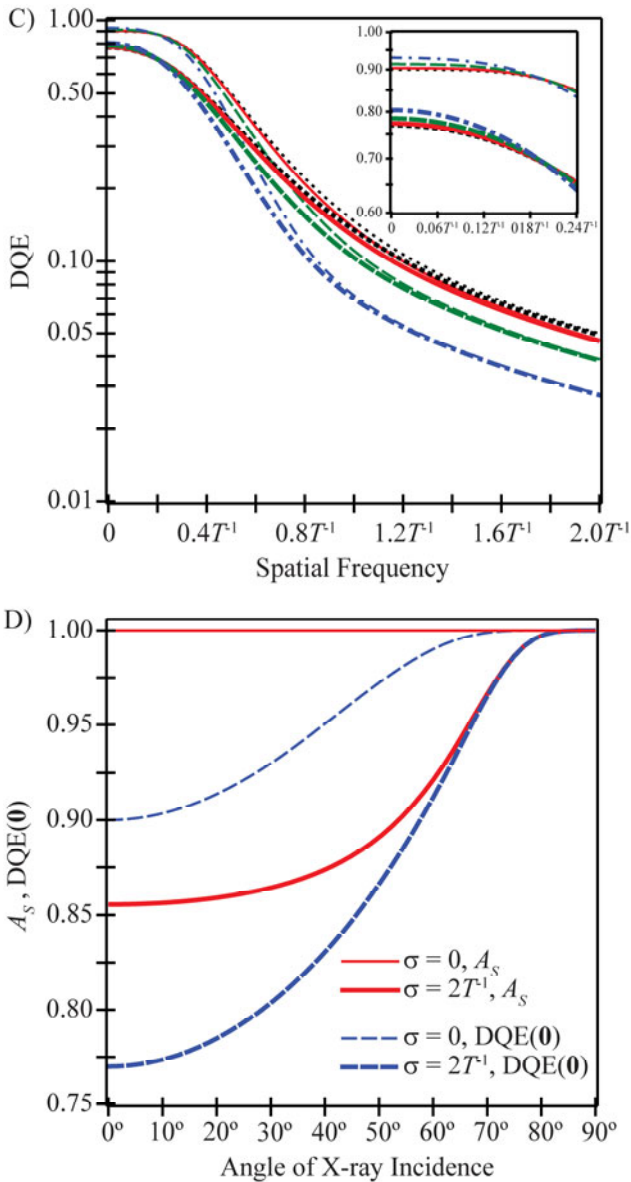 C)
1.00
0.50
0.10
0.05
0.01
DQE
0
0.4T⁻¹
0.8T⁻¹
1.2T⁻¹
1.6T⁻¹
2.0T⁻¹
Spatial Frequency
1.00
0.90
0.80
0.70
0.60
0
0.06T⁻¹
0.12T⁻¹
018T⁻¹
0.24T⁻¹
D)
1.00
0.95
0.90
0.85
0.80
0.75
A_S , DQE(0)
σ = 0, A_S
σ = 2T⁻¹, A_S
σ = 0, DQE(0)
σ = 2T⁻¹, DQE(0)
0º 10º 20º 30º 40º 50º 60º 70º 80º 90º
Angle of X-ray Incidence